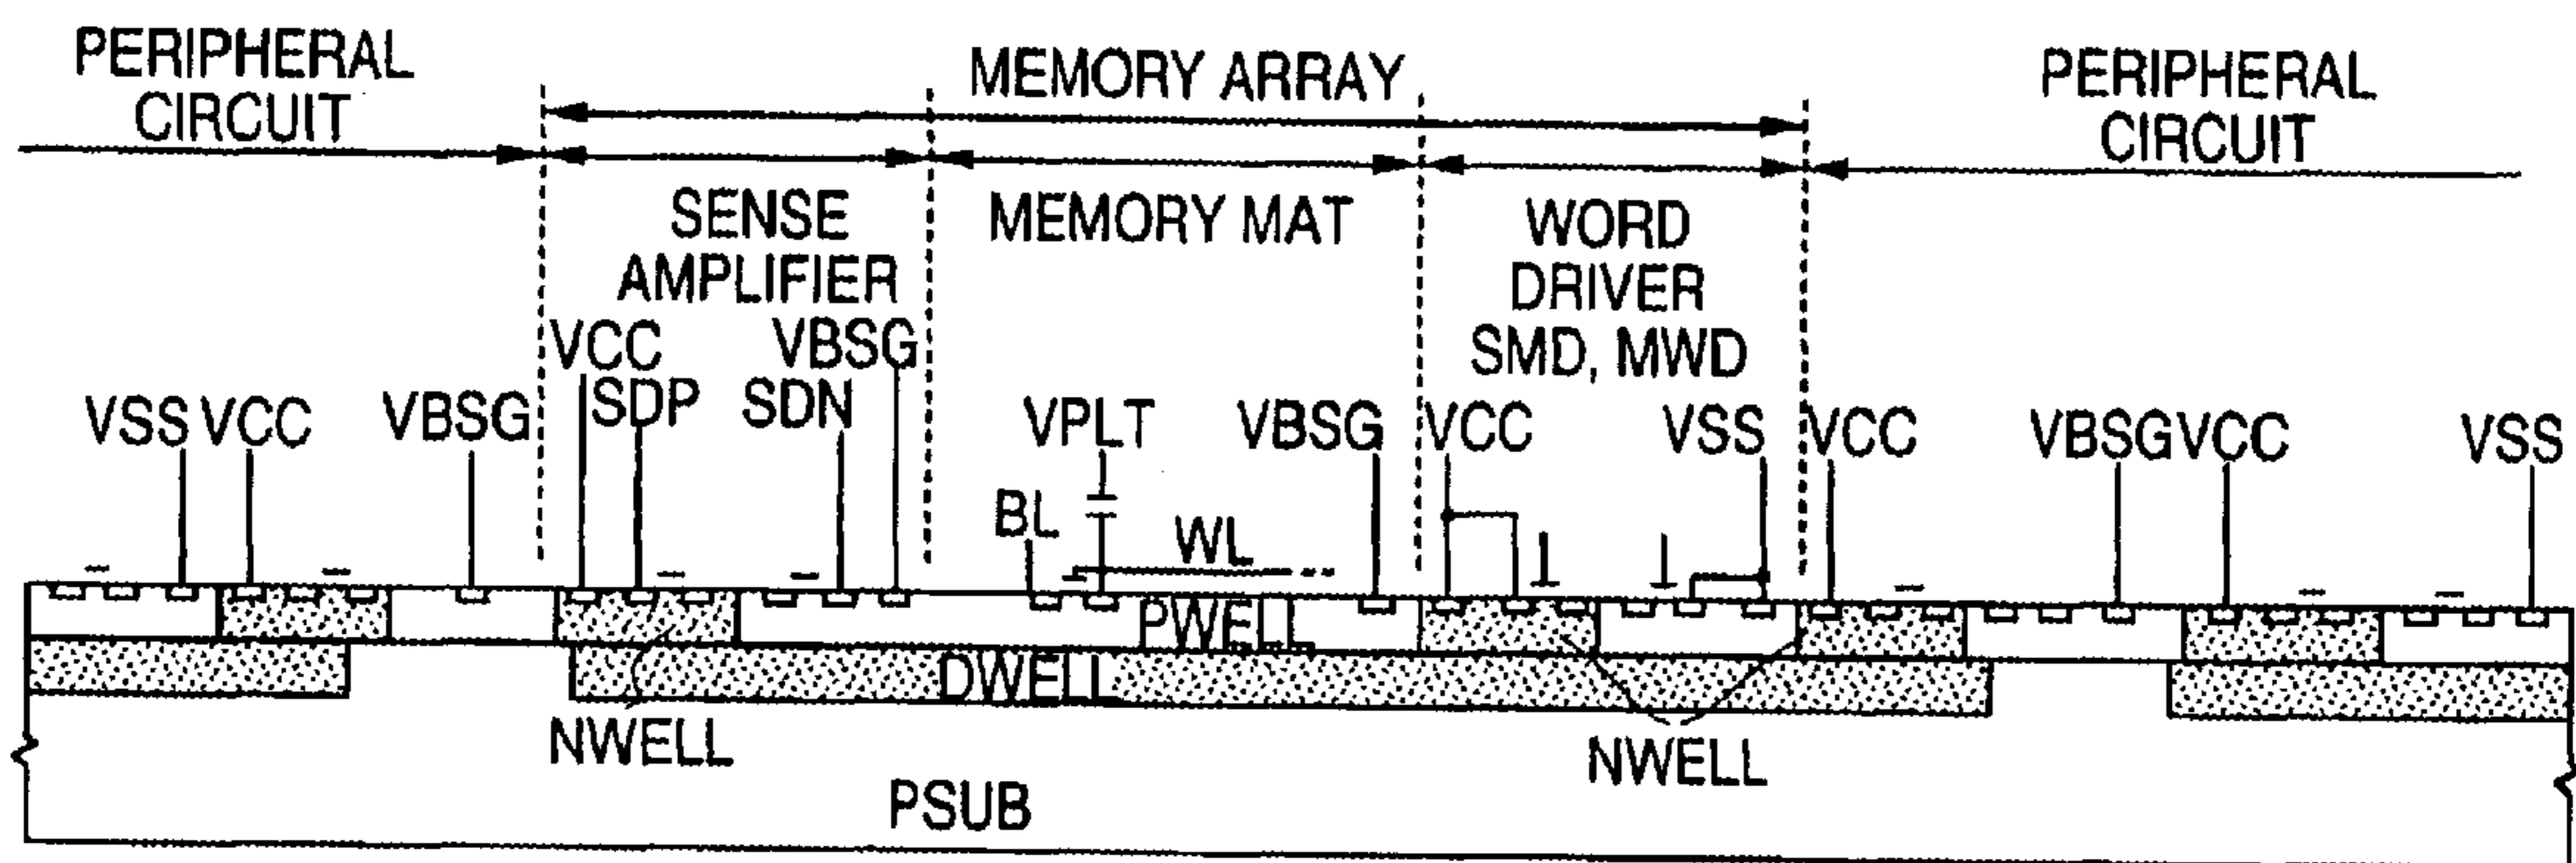 PERIPHERAL
CIRCUIT
MEMORY ARRAY
PERIPHERAL
CIRCUIT
SENSE
AMPLIFIER
MEMORY MAT
WORD
DRIVER
SMD, MWD
VCC
VBSG
SDP
SDN
VSS VCC
VBSG
VPLT
VBSG
VCC
VSS
VCC
VBSG VCC
VSS
BL
WL
PWELL
DWELL
NWELL
NWELL
PSUB